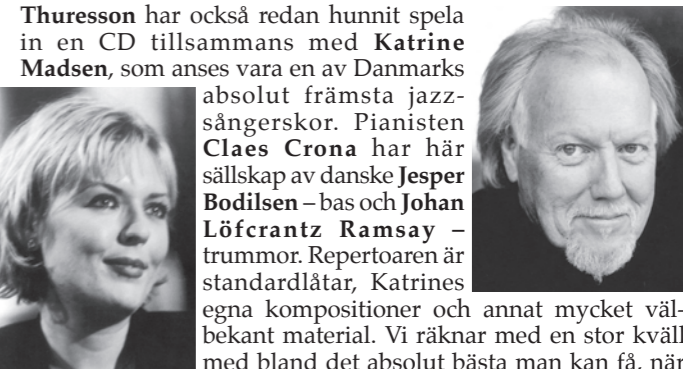 Thuresson har också redan hunnit spela
in en CD tillsammans med Katrine
Madsen, som anses vara en av Danmarks
absolut främsta jazz-
sångerskor. Pianisten
Claes Crona har här
sällskap av danske Jesper
Bodilsen – bas och Johan
Löfcrantz Ramsay –
trummor. Repertoaren är
standardlåtar, Katrines
egna kompositioner och annat mycket väl-
bekant material. Vi räknar med en stor kväll
med bland det absolut bästa man kan få, när